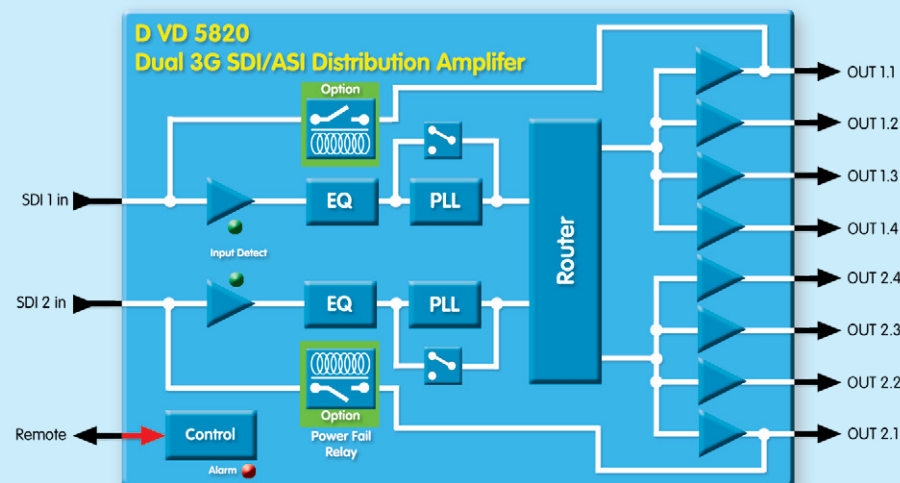 D VD 5820
Dual 3G SDI/ASI Distribution Amplifer
Option
OUT 1.1
OUT 1.2
OUT 1.3
OUT 1.4
SDI 1 in
EQ
PLL
Router
Input Detect
SDI 2 in
EQ
PLL
OUT 2.4
OUT 2.3
OUT 2.2
OUT 2.1
Option
Power Fail
Relay
Remote
Control
Alarm